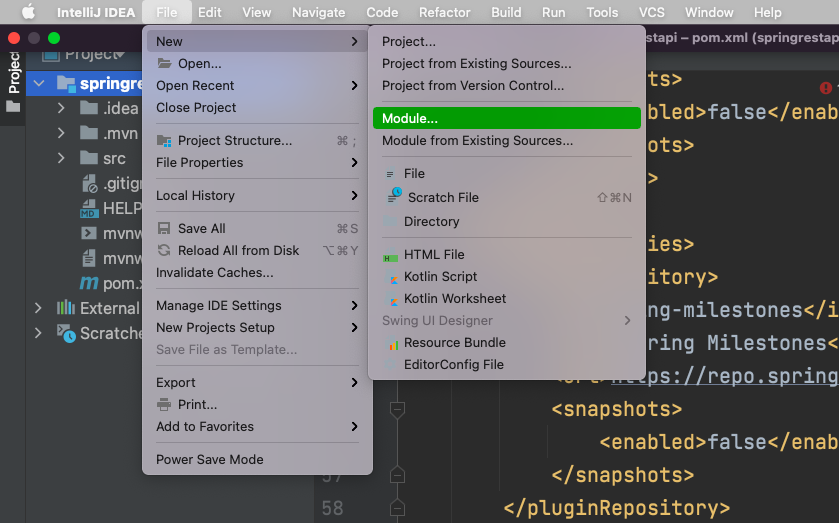 IntelliJ IDEA File Edit View Navigate Code Refactor Build Run Tools VCS Window Help
stapi – pom.xml (springrestap
Project
Project
springre
.idea
.mvn
src
.gitign
HELP
mvnw
mvnw
pom.x
External
Scratche
New
Open...
Open Recent
Close Project
Project Structure... ⌘ ;
File Properties
Local History
Save All ⌘S
Reload All from Disk ⌥⌘Y
Invalidate Caches...
Manage IDE Settings
New Projects Setup
Save File as Template...
Export
Print...
Add to Favorites
Power Save Mode
Project...
Project from Existing Sources...
Project from Version Control...
Module...
Module from Existing Sources...
File
Scratch File ⇧⌘N
Directory
HTML File
Kotlin Script
Kotlin Worksheet
Swing UI Designer
Resource Bundle
EditorConfig File
ts>
bled>false</enab
ots>
>
ies>
itory>
ng-milestones</i
ring Milestones<
https://repo.spring
<snapshots>
<enabled>false</enab
57 </snapshots>
58 </pluginRepository>